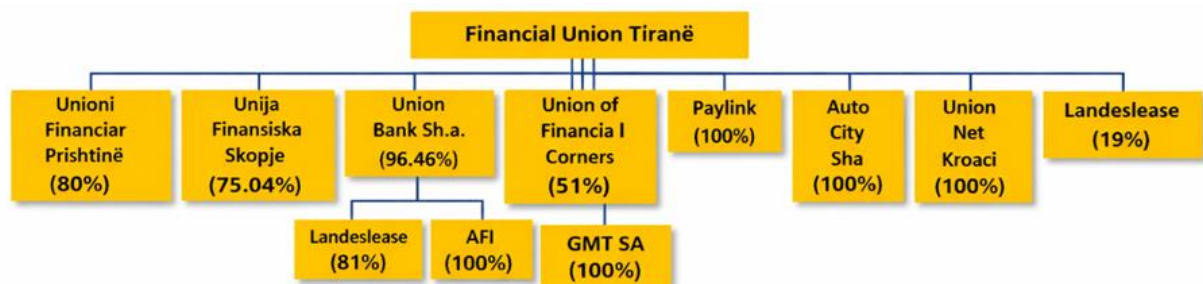 Financial Union Tiranë
Unioni
Financiar
Prishtinë
(80%)
Unija
Finansiska
Skopje
(75.04%)
Union
Bank Sh.a.
(96.46%)
Union of
Financia l
Corners
(51%)
Paylink
(100%)
Auto
City
Sha
(100%)
Union
Net
Kroaci
(100%)
Landeslease
(19%)
Landeslease
(81%)
AFI
(100%)
GMT SA
(100%)